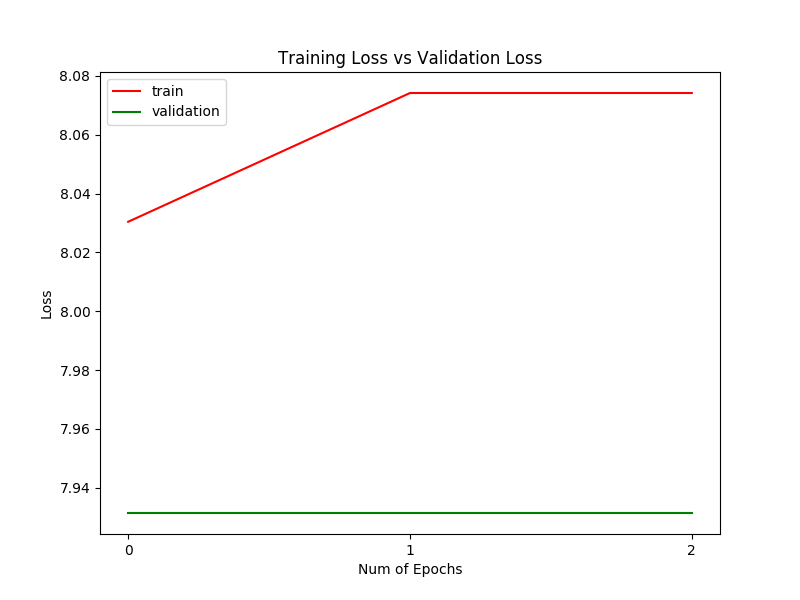 Training Loss vs Validation Loss
8.08
8.06
8.04
8.02
8.00
7.98
7.96
7.94
Loss
train
validation
0 1 2
Num of Epochs